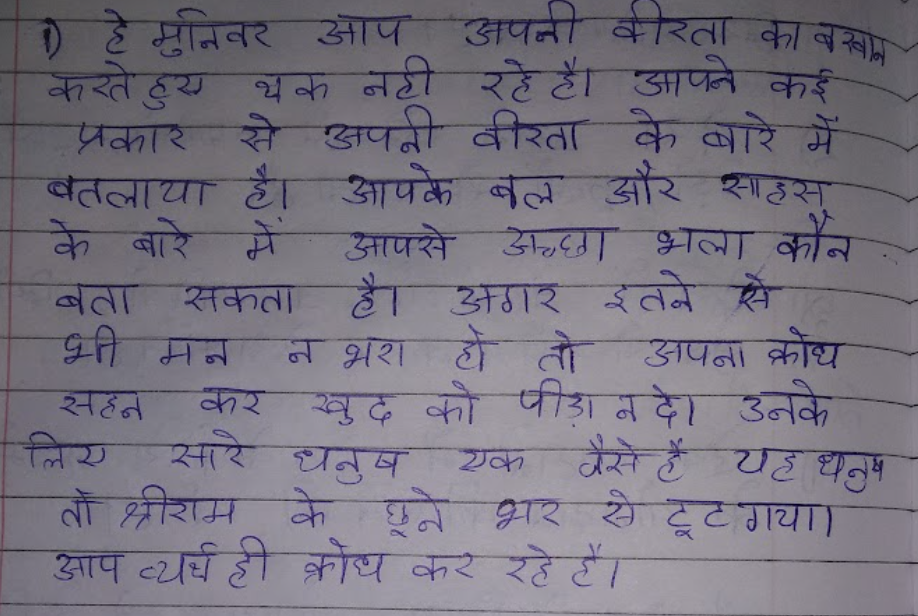 1) हे मुनिवर आप अपनी वीरता का बखान
करते हुए थक नही रहे है। आपने कई
प्रकार से अपनी वीरता के बारे में
बतलाया है। आपके बल और साहस
के बारे में आपसे अच्छा भला कौन
बता सकता है। अगर इतने से
भी मन न भरा हो तो अपना क्रोध
सहन कर खुद को पीड़ा न दे। उनके
लिए सारे धनुष एक जैसे है यह धनुष
तो श्रीराम के छूने भर से टूट गया।
आप व्यर्थ ही क्रोध कर रहे है।